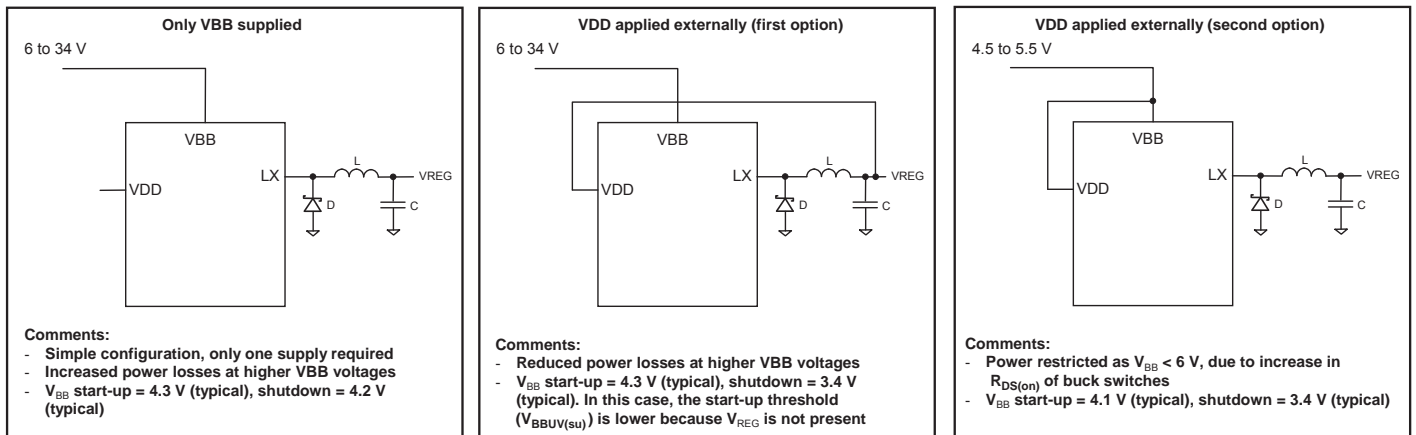 Only VBB supplied
6 to 34 V
VBB
VDD
LX
L
D
C
VREG
Comments:
- Simple configuration, only one supply required
- Increased power losses at higher VBB voltages
- VBB start-up = 4.3 V (typical), shutdown = 4.2 V
(typical)
VDD applied externally (first option)
6 to 34 V
VBB
VDD
LX
L
D
C
VREG
Comments:
- Reduced power losses at higher VBB voltages
- VBB start-up = 4.3 V (typical), shutdown = 3.4 V
(typical). In this case, the start-up threshold
(VBBUV(su)) is lower because VREG is not present
VDD applied externally (second option)
4.5 to 5.5 V
VBB
VDD
LX
L
D
C
VREG
Comments:
- Power restricted as VBB < 6 V, due to increase in
RDS(on) of buck switches
- VBB start-up = 4.1 V (typical), shutdown = 3.4 V (typical)